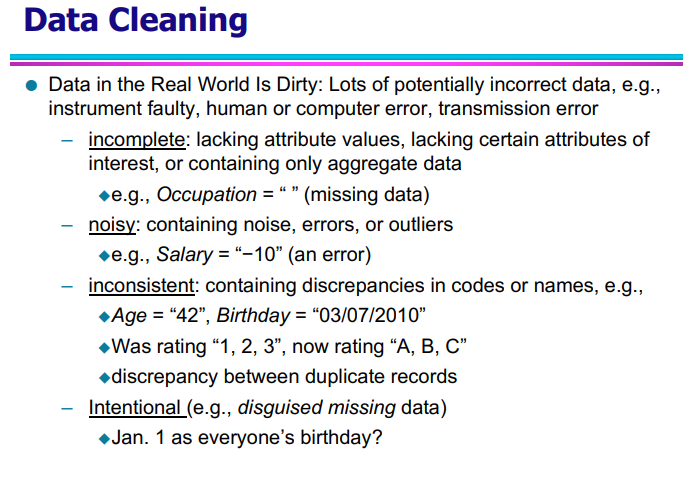 Data Cleaning
● Data in the Real World Is Dirty: Lots of potentially incorrect data, e.g.,
instrument faulty, human or computer error, transmission error
– incomplete: lacking attribute values, lacking certain attributes of
interest, or containing only aggregate data
◆e.g., Occupation = “ ” (missing data)
– noisy: containing noise, errors, or outliers
◆e.g., Salary = “−10” (an error)
– inconsistent: containing discrepancies in codes or names, e.g.,
◆Age = “42”, Birthday = “03/07/2010”
◆Was rating “1, 2, 3”, now rating “A, B, C”
◆discrepancy between duplicate records
– Intentional (e.g., disguised missing data)
◆Jan. 1 as everyone’s birthday?